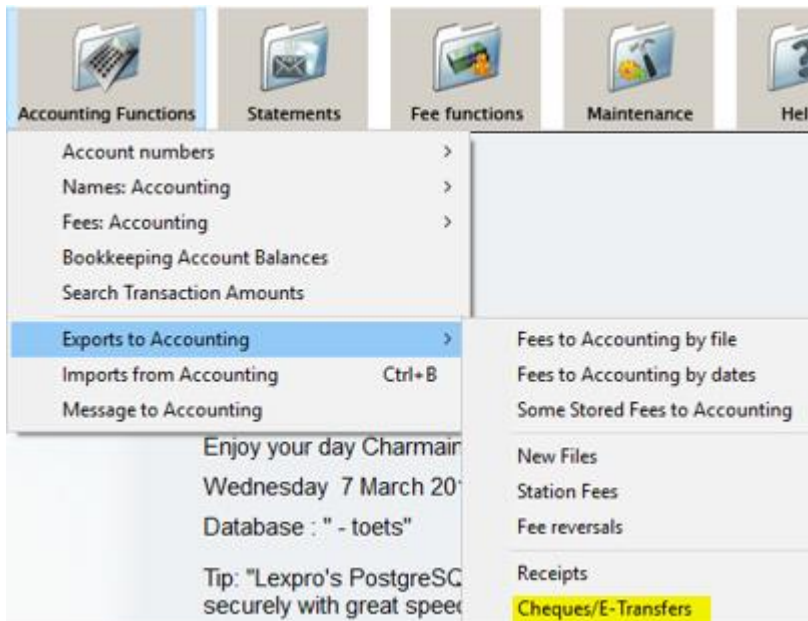 Accounting Functions
Statements
Fee functions
Maintenance
Hel
Account numbers
Names: Accounting
Fees: Accounting
Bookkeeping Account Balances
Search Transaction Amounts
Exports to Accounting
Imports from Accounting Ctrl+B
Message to Accounting
Fees to Accounting by file
Fees to Accounting by dates
Some Stored Fees to Accounting
New Files
Station Fees
Fee reversals
Receipts
Cheques/E-Transfers
Enjoy your day Charmain
Wednesday 7 March 201
Database : " - toets"
Tip: "Lexpro's PostgreSQ
securely with great speed